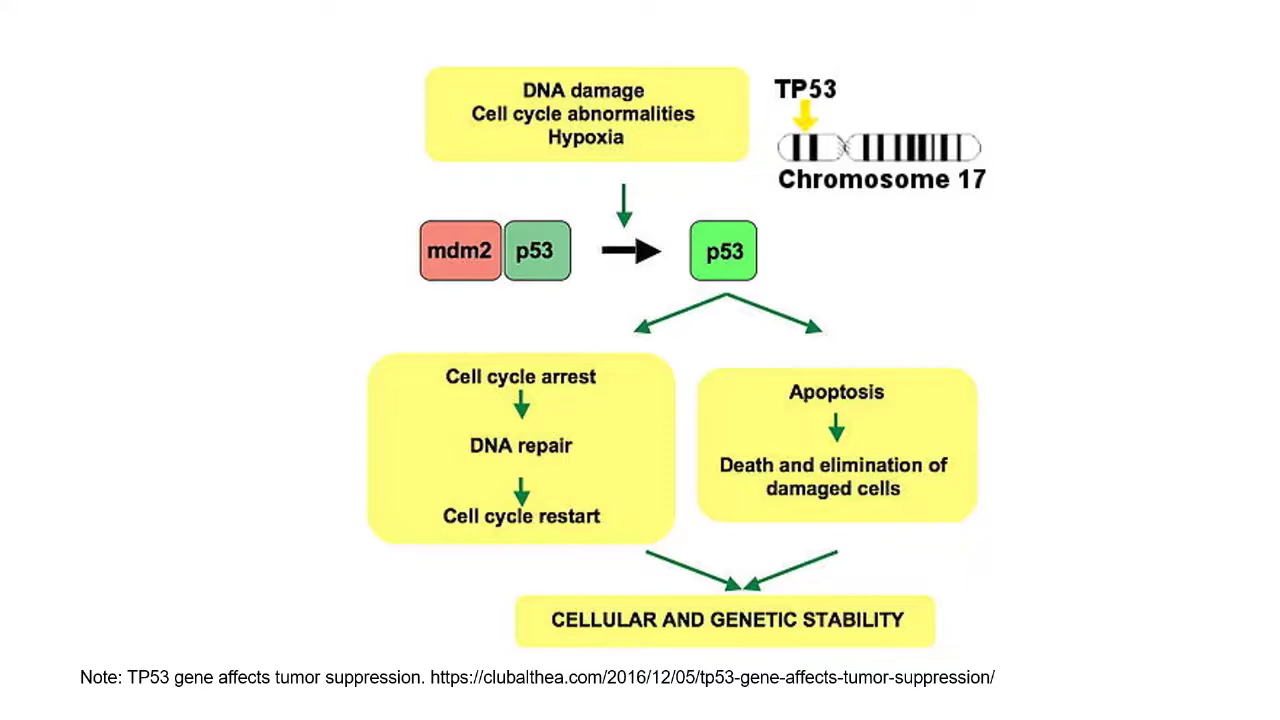 DNA damage
Cell cycle abnormalities
Hypoxia
TP53
Chromosome 17
mdm2
p53
p53
Cell cycle arrest
DNA repair
Cell cycle restart
Apoptosis
Death and elimination of
damaged cells
CELLULAR AND GENETIC STABILITY
Note: TP53 gene affects tumor suppression. https://clubalthea.com/2016/12/05/tp53-gene-affects-tumor-suppression/